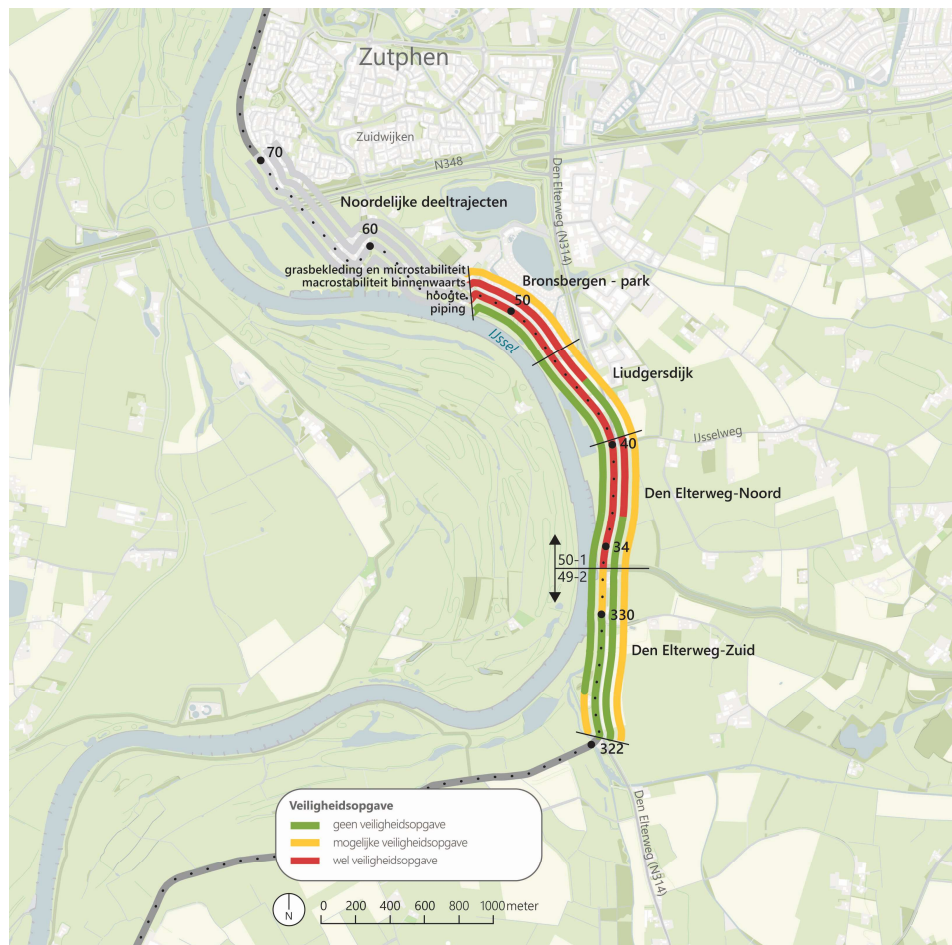 Zutphen
Zuidwijken
70
N348
Den Elterweg (N314)
Noordelijke deeltrajecten
60
grasbekleding en microstabiliteit
macrostabiliteit binnenwaarts
hoogte
piping
Bronsbergen - park
50
IJssel
Liudgersdijk
40
IJsselweg
Den Elterweg-Noord
34
50-1
49-2
330
Den Elterweg-Zuid
322
Den Elterweg (N314)
Veiligheidsopgave
geen veiligheidsopgave
mogelijke veiligheidsopgave
wel veiligheidsopgave
N
0 200 400 600 800 1000 meter